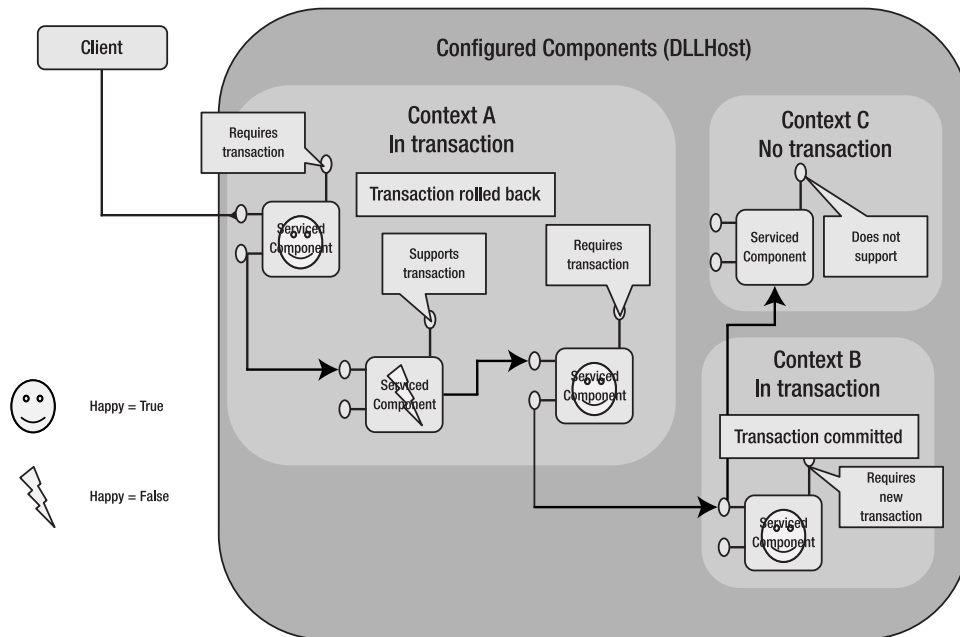 Client
Configured Components (DLLHost)
Context A
In transaction
Requires
transaction
Transaction rolled back
Serviced
Component
Supports
transaction
Serviced
Component
Requires
transaction
Serviced
Component
Context C
No transaction
Serviced
Component
Does not
support
Context B
In transaction
Transaction committed
Requires
new
transaction
Serviced
Component
Happy = True
Happy = False